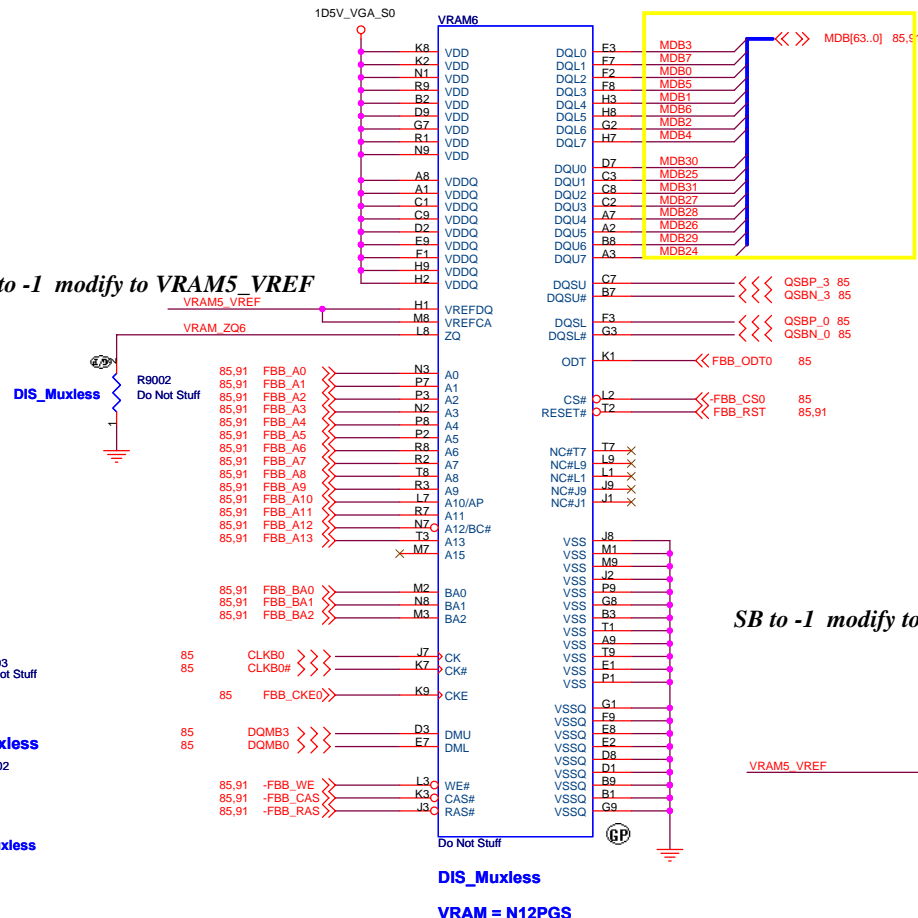 1D5V_VGA_S0
VRAM6
K8 VDD DQL0 E3 MDB3 MDB[63..0] 85,9
K2 VDD DQL1 F7 MDB7
N1 VDD DQL2 F2 MDB0
R9 VDD DQL3 F8 MDB5
B2 VDD DQL4 H3 MDB1
D9 VDD DQL5 H8 MDB6
G7 VDD DQL6 G2 MDB2
R1 VDD DQL7 H7 MDB4
N9 VDD
A8 VDDQ DQU0 D7 MDB30
A1 VDDQ DQU1 C3 MDB25
C1 VDDQ DQU2 C8 MDB31
C9 VDDQ DQU3 C2 MDB27
D2 VDDQ DQU4 A7 MDB28
E9 VDDQ DQU5 A2 MDB26
F1 VDDQ DQU6 B8 MDB29
H9 VDDQ DQU7 A3 MDB24
H2 VDDQ
to -1 modify to VRAM5_VREF
DQSU C7 QSBP_3 85
DQSU# B7 QSBN_3 85
VRAM5_VREF H1 VREFDQ
M8 VREFCA DQSL F3 QSBP_0 85
VRAM_ZQ6 L8 ZQ DQSL# G3 QSBN_0 85
ODT K1 FBB_ODT0 85
2
R9002
DIS_Muxless Do Not Stuff
1
85,91 FBB_A0 N3 A0
85,91 FBB_A1 P7 A1
85,91 FBB_A2 P3 A2 CS# L2 -FBB_CS0 85
85,91 FBB_A3 N2 A3 RESET# T2 FBB_RST 85,91
85,91 FBB_A4 P8 A4
85,91 FBB_A5 P2 A5
85,91 FBB_A6 R8 A6 NC#T7 T7
85,91 FBB_A7 R2 A7 NC#L9 L9
85,91 FBB_A8 T8 A8 NC#L1 L1
85,91 FBB_A9 R3 A9 NC#J9 J9
85,91 FBB_A10 L7 A10/AP NC#J1 J1
85,91 FBB_A11 R7 A11
85,91 FBB_A12 N7 A12/BC#
85,91 FBB_A13 T3 A13 VSS J8
M7 A15 VSS M1
VSS M9
VSS J2
85,91 FBB_BA0 M2 BA0 VSS P9
85,91 FBB_BA1 N8 BA1 VSS G8
85,91 FBB_BA2 M3 BA2 VSS B3
VSS T1
VSS A9
85 CLKB0 J7 CK VSS T9
85 CLKB0# K7 CK# VSS E1
VSS P1
SB to -1 modify to
03
ot Stuff
85 FBB_CKE0 K9 CKE
VSSQ G1
VSSQ F9
85 DQMB3 D3 DMU VSSQ E8
85 DQMB0 E7 DML VSSQ E2
VSSQ D8
VSSQ D1
85,91 -FBB_WE L3 WE# VSSQ B9
85,91 -FBB_CAS K3 CAS# VSSQ B1
85,91 -FBB_RAS J3 RAS# VSSQ G9
xless
02
VRAM5_VREF
GP
uxless
Do Not Stuff
DIS_Muxless
VRAM = N12PGS